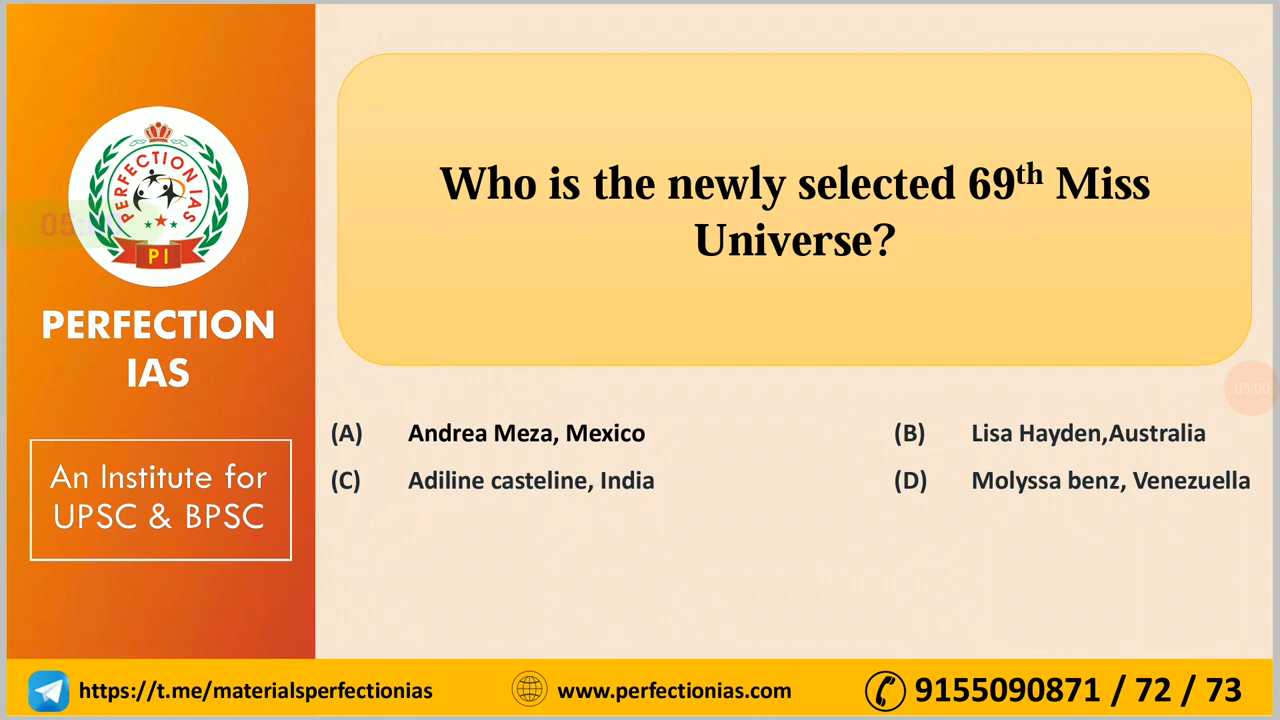 PERFECTION IAS
PI
PERFECTION
IAS
An Institute for
UPSC & BPSC
Who is the newly selected 69th Miss
Universe?
(A) Andrea Meza, Mexico (B) Lisa Hayden,Australia
(C) Adiline casteline, India (D) Molyssa benz, Venezuella
05:00
https://t.me/materialsperfectionias www.perfectionias.com 9155090871 / 72 / 73